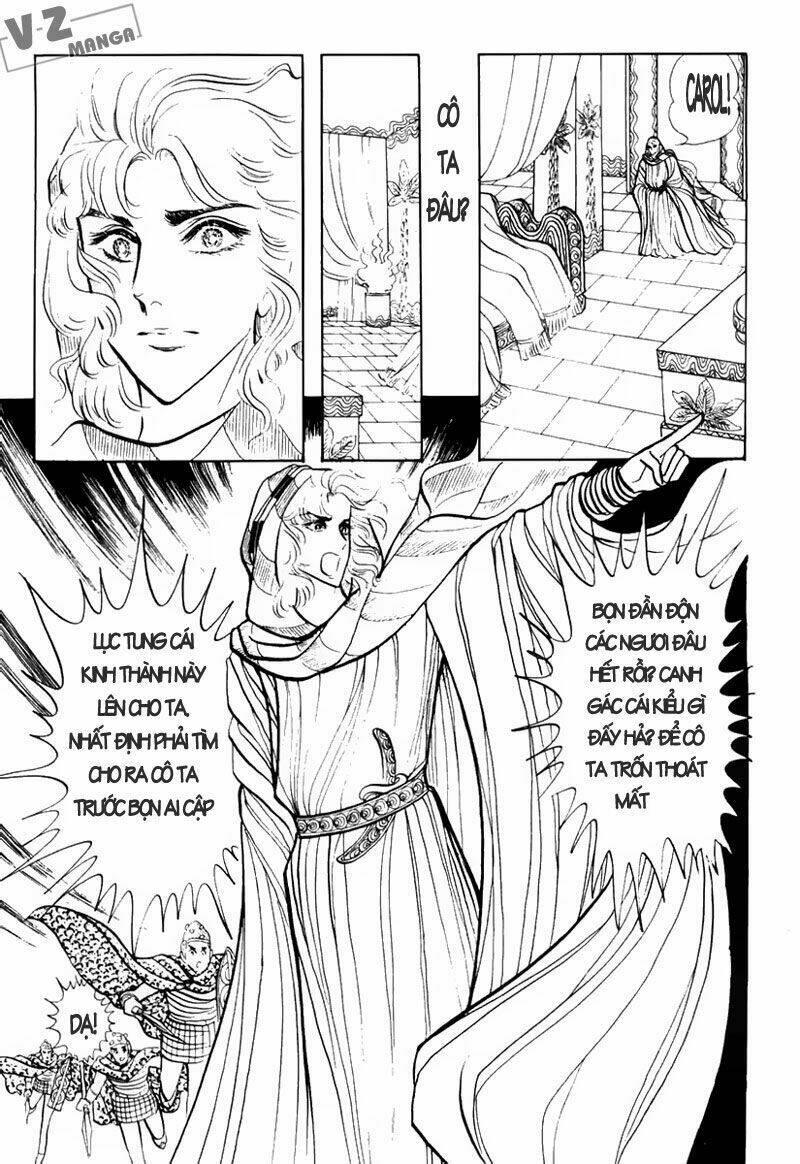 V-Z
MANGA
CAROL!
CÔ
TA
ĐÂU?
BỌN ĐẦN ĐỘN
CÁC NGƯƠI ĐÂU
HẾT RỒI? CANH
GÁC CÁI KIỂU GÌ
ĐẤY HẢ? ĐỂ CÔ
TA TRỐN THOÁT
MẤT
LỤC TUNG CÁI
KINH THÀNH NÀY
LÊN CHO TA,
NHẤT ĐỊNH PHẢI TÌM
CHO RA CÔ TA
TRƯỚC BỌN AI CẬP
DẠ!